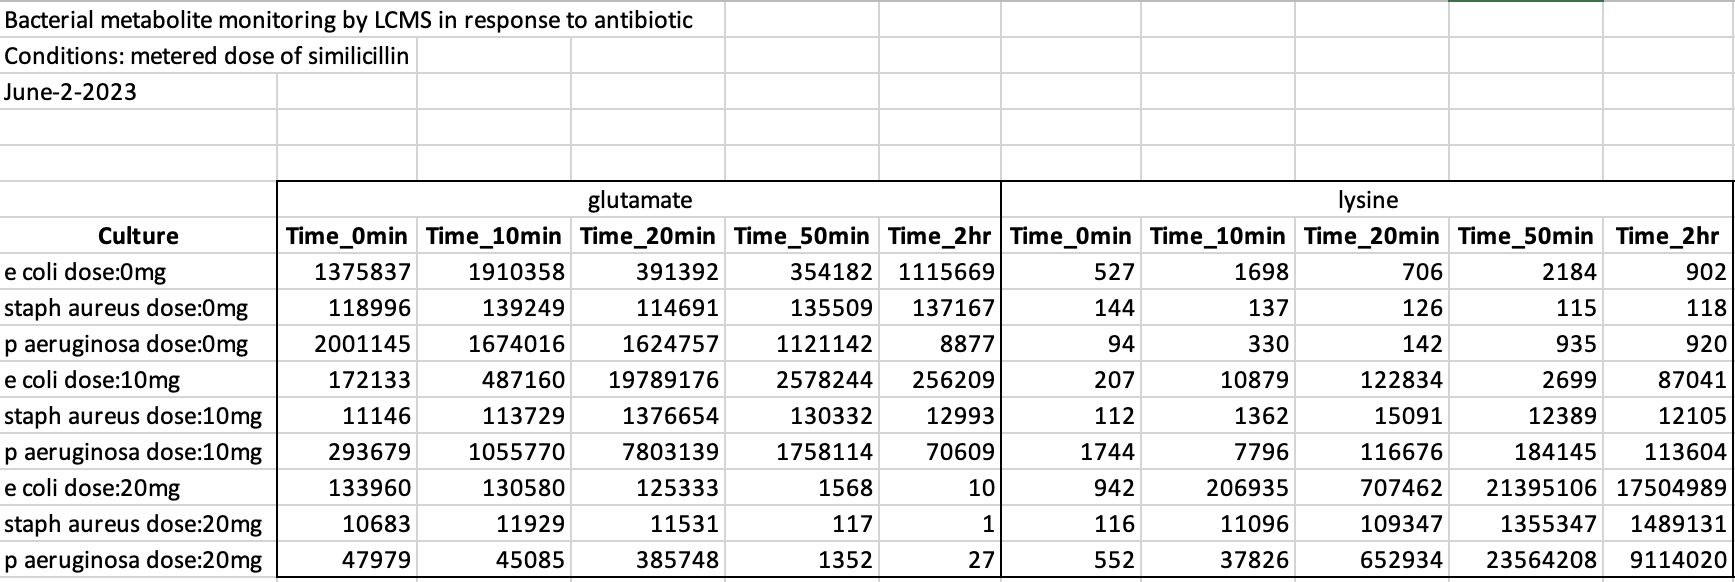 Bacterial metabolite monitoring by LCMS in response to antibiotic
Conditions: metered dose of similicillin
June-2-2023
glutamate lysine
Culture Time_0min Time_10min Time_20min Time_50min Time_2hr Time_0min Time_10min Time_20min Time_50min Time_2hr
e coli dose:0mg 1375837 1910358 391392 354182 1115669 527 1698 706 2184 902
staph aureus dose:0mg 118996 139249 114691 135509 137167 144 137 126 115 118
p aeruginosa dose:0mg 2001145 1674016 1624757 1121142 8877 94 330 142 935 920
e coli dose:10mg 172133 487160 19789176 2578244 256209 207 10879 122834 2699 87041
staph aureus dose:10mg 11146 113729 1376654 130332 12993 112 1362 15091 12389 12105
p aeruginosa dose:10mg 293679 1055770 7803139 1758114 70609 1744 7796 116676 184145 113604
e coli dose:20mg 133960 130580 125333 1568 10 942 206935 707462 21395106 17504989
staph aureus dose:20mg 10683 11929 11531 117 1 116 11096 109347 1355347 1489131
p aeruginosa dose:20mg 47979 45085 385748 1352 27 552 37826 652934 23564208 9114020